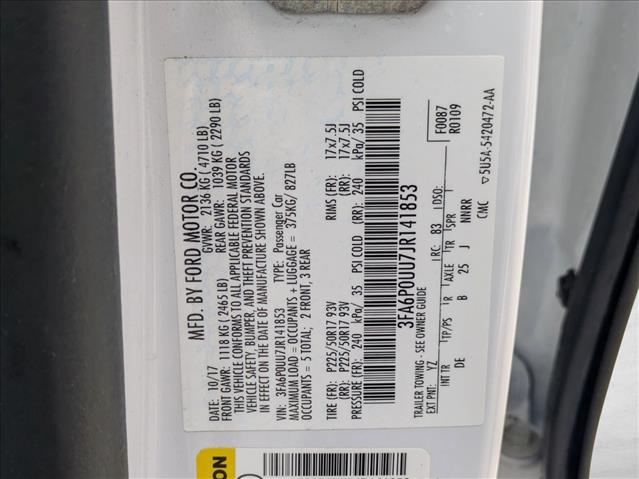 MFD. BY FORD MOTOR CO.
DATE: 10/17 GVWR: 2136 KG ( 4710 LB)
FRONT GAWR: 1118 KG ( 2465 LB) REAR GAWR: 1039 KG ( 2290 LB)
THIS VEHICLE CONFORMS TO ALL APPLICABLE FEDERAL MOTOR
VEHICLE SAFETY, BUMPER, AND THEFT PREVENTION STANDARDS
IN EFFECT ON THE DATE OF MANUFACTURE SHOWN ABOVE.
VIN: 3FA6P0UU7JR141853 TYPE: Passenger Car
MAXIMUM LOAD= OCCUPANTS + LUGGAGE = 375KG/ 827LB
OCCUPANTS = 5 TOTAL; 2 FRONT, 3 REAR
TIRE (FR): P225/50R17 93V RIMS (FR): 17x7.5J
(RR): P225/50R17 93V (RR): 17x7.5J
PRESSURE (FR): 240 kPa/ 35 PSI COLD (RR): 240 kPa/ 35 PSI COLD
3FA6P0UU7JR141853
TRAILER TOWING - SEE OWNER GUIDE
F0087
R0109
EXT PNT: YZ RC: 83 DSO:
INT TR TP/PS R AXLE TR SPR
DE B 25 J NNRR
CMC ▽5U5A-5420472-AA
ION